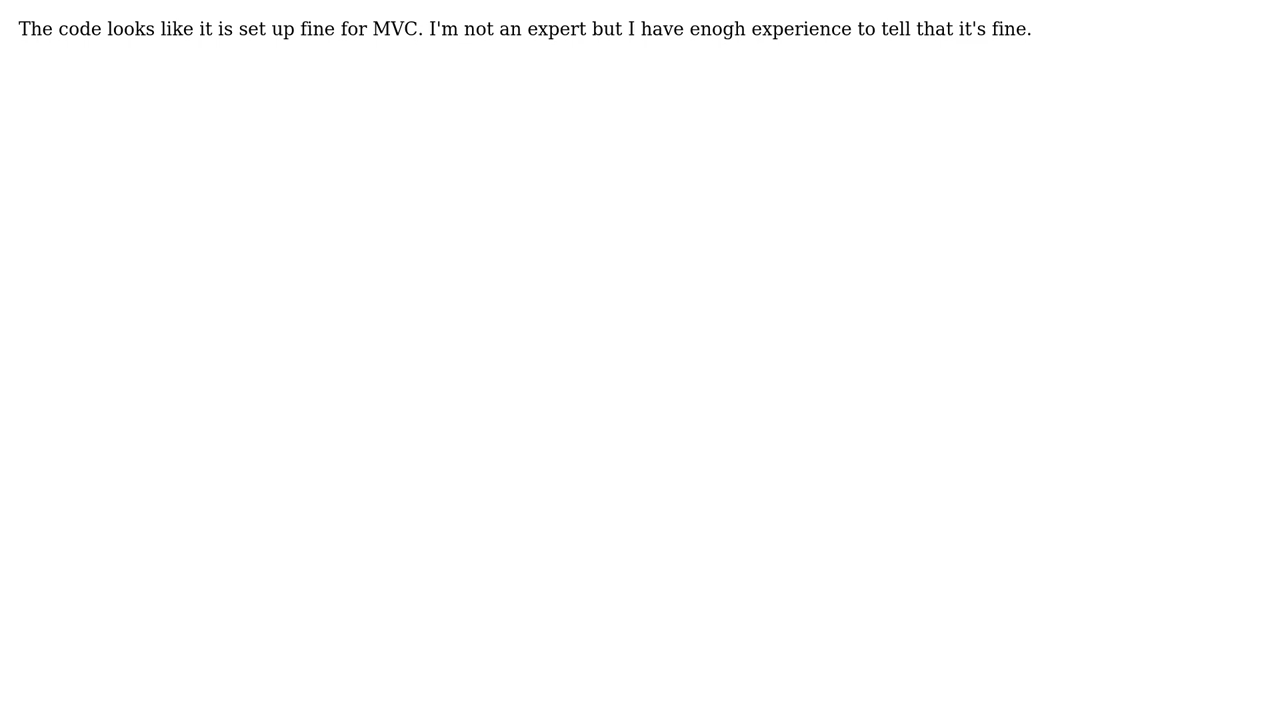 The code looks like it is set up fine for MVC. I'm not an expert but I have enogh experience to tell that it's fine.